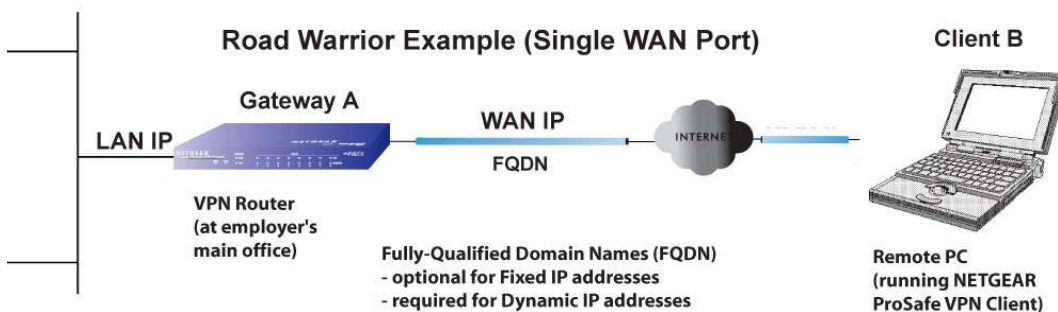 Road Warrior Example (Single WAN Port)
Client B
Gateway A
LAN IP
WAN IP
FQDN
INTERNET
NETGEAR
VPN Router
(at employer's
main office)
Fully-Qualified Domain Names (FQDN)
- optional for Fixed IP addresses
- required for Dynamic IP addresses
Remote PC
(running NETGEAR
ProSafe VPN Client)